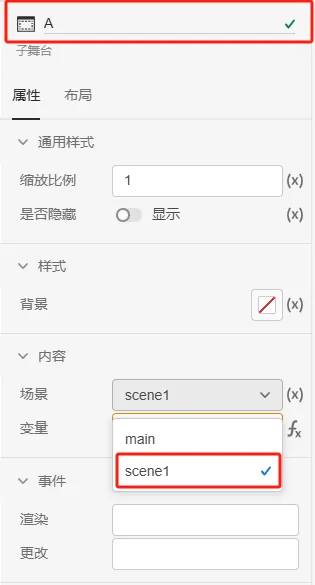 A
子舞台
属性 布局
通用样式
缩放比例 1 (x)
是否隐藏 显示 (x)
样式
背景 (x)
内容
场景 scene1 (x)
变量 fx
main
scene1
事件
渲染
更改